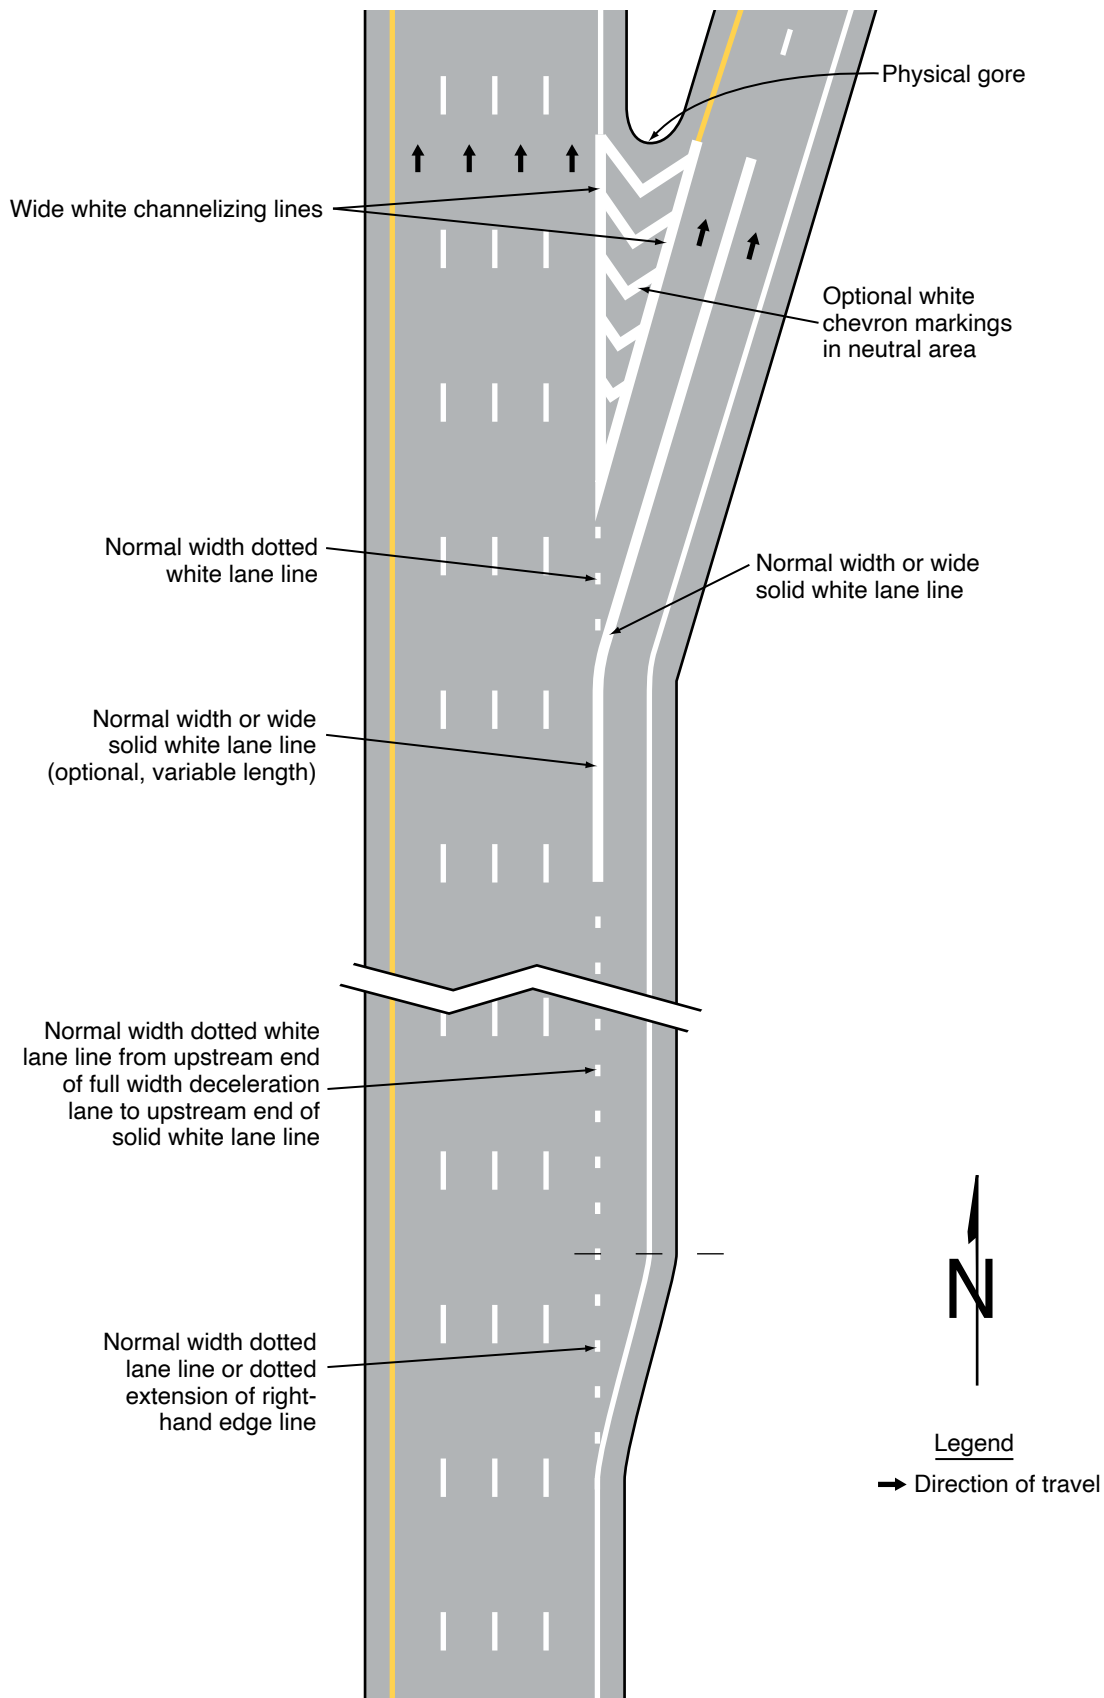 Physical gore
Wide white channelizing lines
Optional white
chevron markings
in neutral area
Normal width dotted
white lane line
Normal width or wide
solid white lane line
Normal width or wide
solid white lane line
(optional, variable length)
Normal width dotted white
lane line from upstream end
of full width deceleration
lane to upstream end of
solid white lane line
N
Normal width dotted
lane line or dotted
extension of right-
hand edge line
Legend
Direction of travel